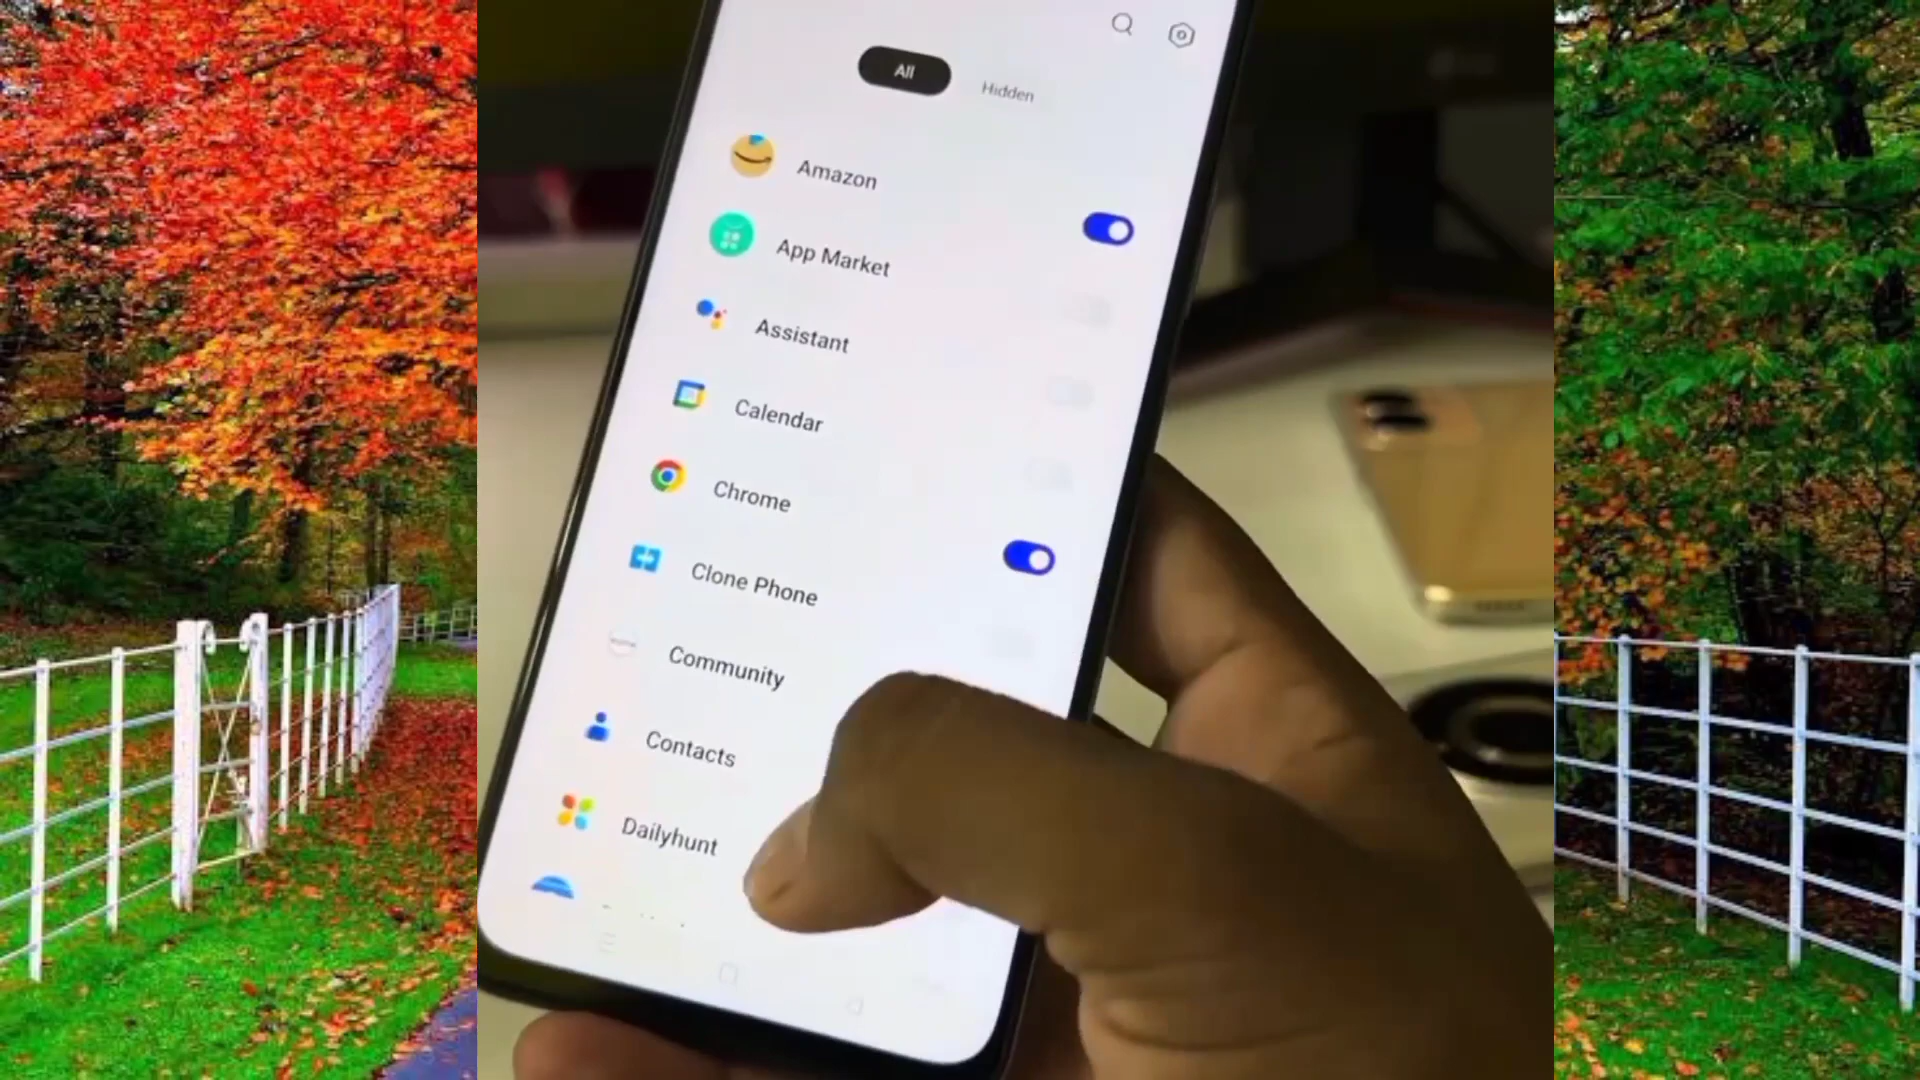 All
Hidden
Amazon
App Market
Assistant
Calendar
Chrome
Clone Phone
Community
Contacts
Dailyhunt